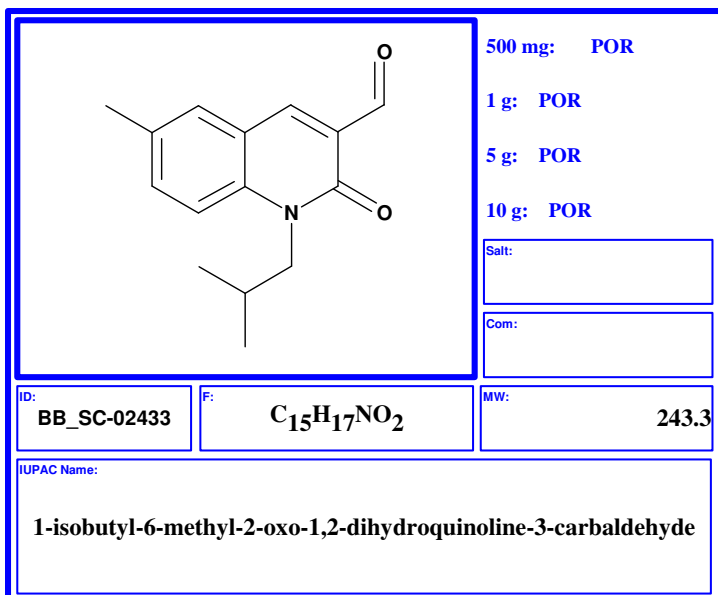 O
O
N
500 mg: POR
1 g: POR
5 g: POR
10 g: POR
Salt:
Com:
ID:
BB_SC-02433
F:
C15H17NO2
MW:
243.3
IUPAC Name:
1-isobutyl-6-methyl-2-oxo-1,2-dihydroquinoline-3-carbaldehyde